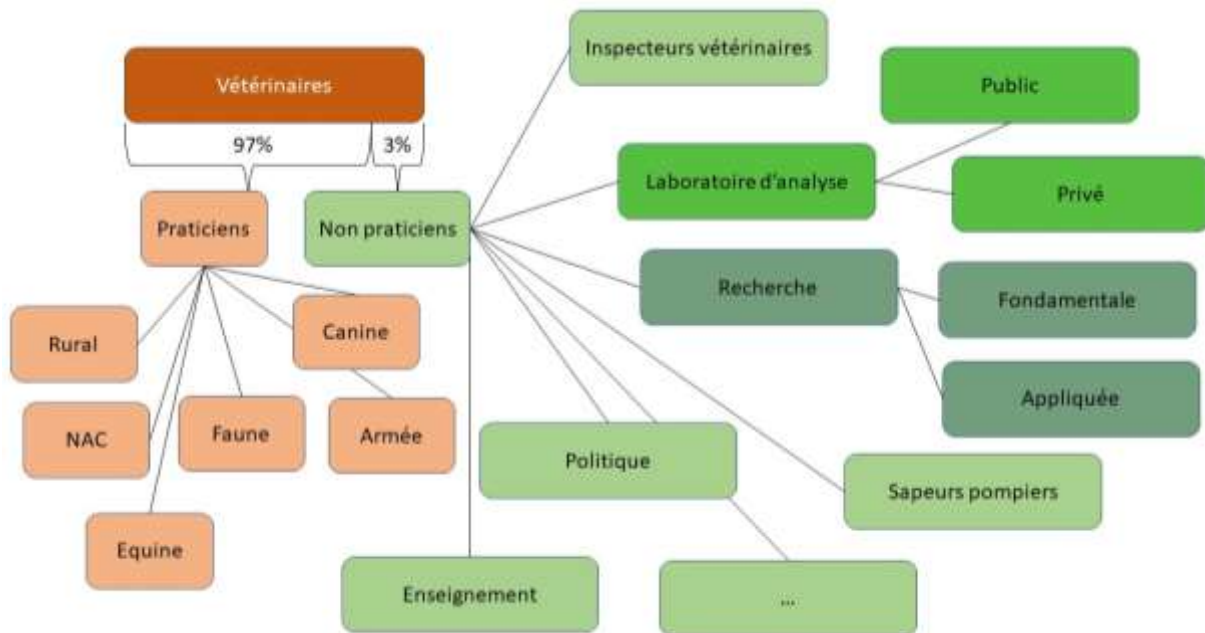 Vétérinaires
97%
3%
Praticiens
Non praticiens
Rural
Canine
NAC
Faune
Armée
Equine
Inspecteurs vétérinaires
Laboratoire d'analyse
Public
Privé
Recherche
Fondamentale
Appliquée
Politique
Sapeurs pompiers
Enseignement
...